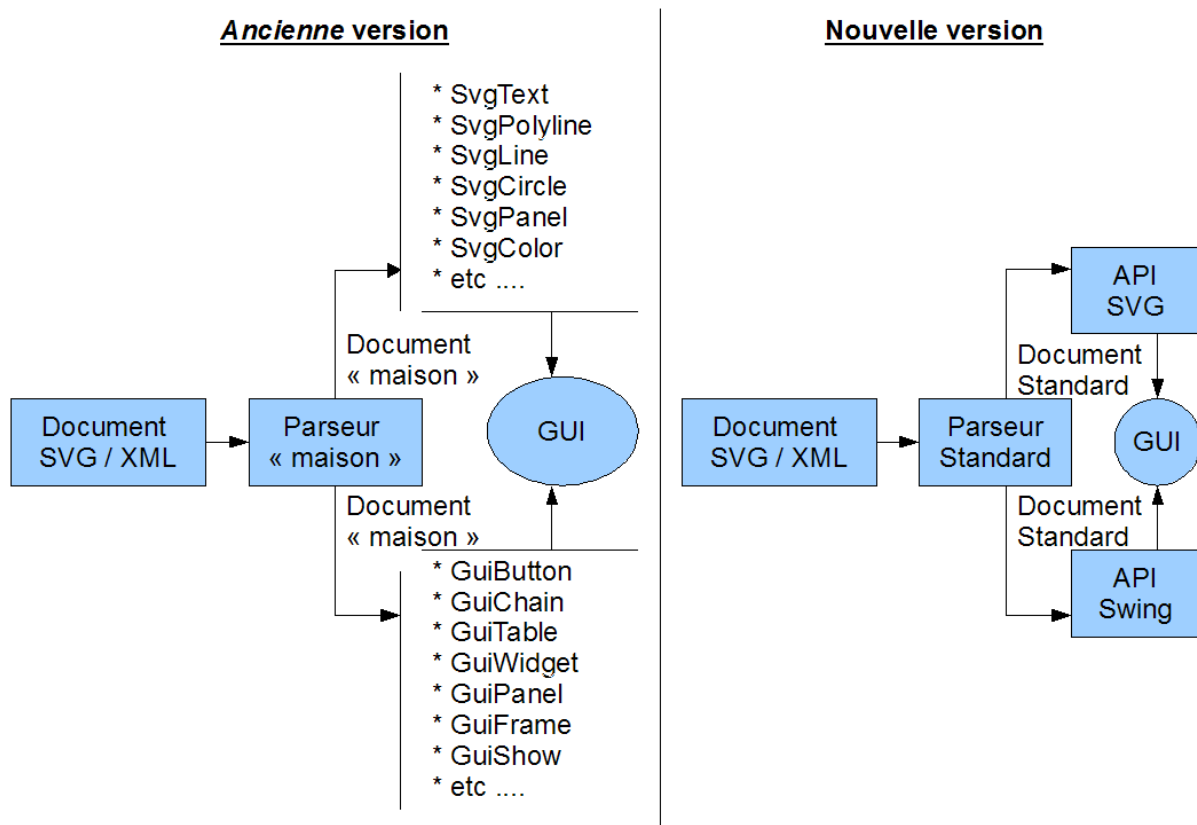 Ancienne version
* SvgText
* SvgPolyline
* SvgLine
* SvgCircle
* SvgPanel
* SvgColor
* etc ....
Document
« maison »
Document
SVG / XML
Parseur
« maison »
GUI
Document
« maison »
* GuiButton
* GuiChain
* GuiTable
* GuiWidget
* GuiPanel
* GuiFrame
* GuiShow
* etc ....
Nouvelle version
API
SVG
Document
Standard
Document
SVG / XML
Parseur
Standard
GUI
Document
Standard
API
Swing